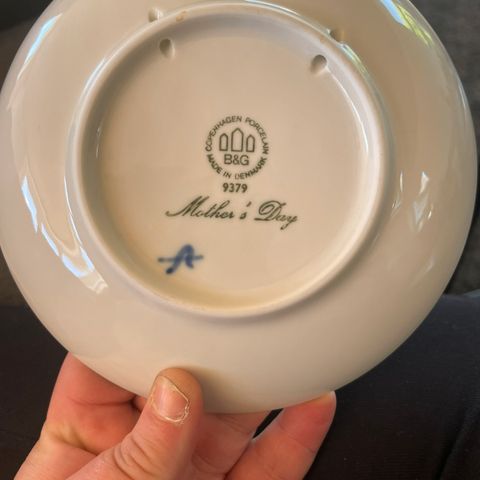 COPENHAGEN PORCELAIN
B&G
MADE IN DENMARK
9379
Mother's Day
A